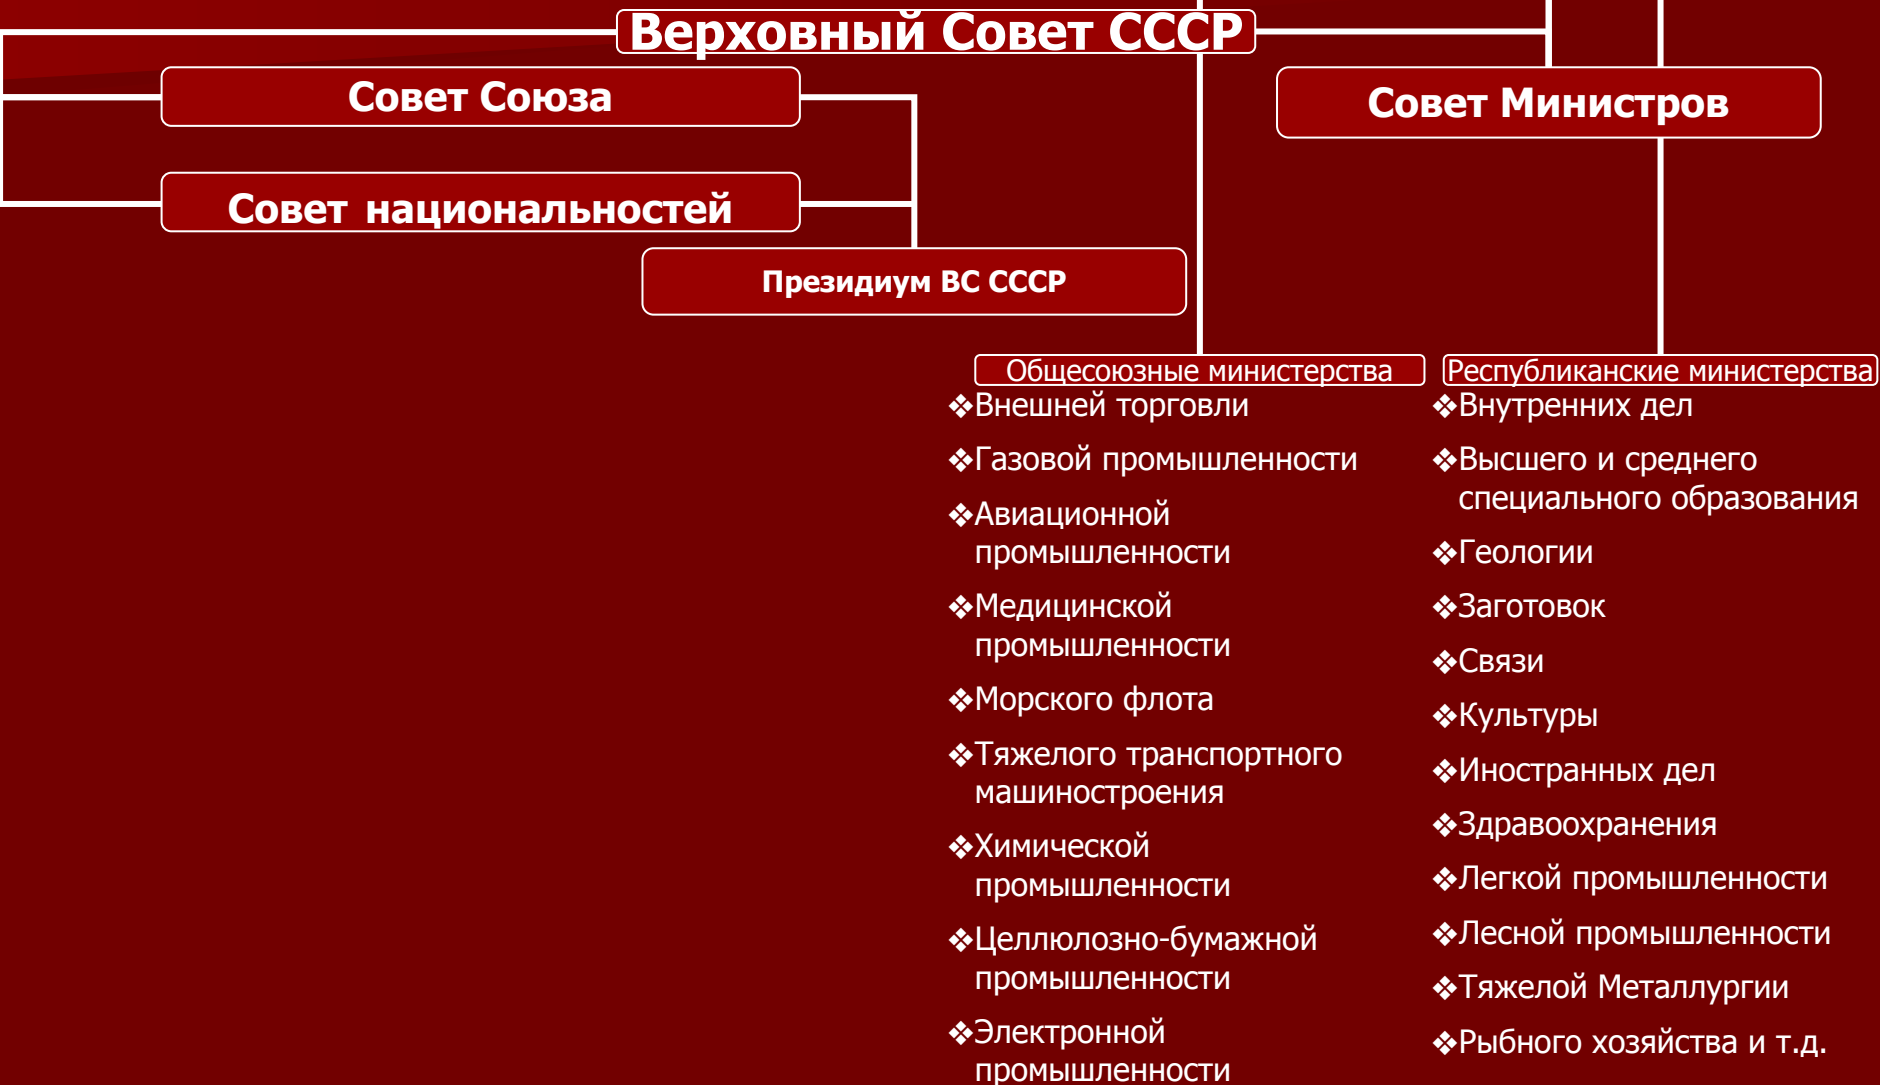 Верховный Совет СССР
Совет Союза
Совет Министров
Совет национальностей
Президиум ВС СССР
Общесоюзные министерства
❖Внешней торговли
❖Газовой промышленности
❖Авиационной
промышленности
❖Медицинской
промышленности
❖Морского флота
❖Тяжелого транспортного
машиностроения
❖Химической
промышленности
❖Целлюлозно-бумажной
промышленности
❖Электронной
промышленности
Республиканские министерства
❖Внутренних дел
❖Высшего и среднего
специального образования
❖Геологии
❖Заготовок
❖Связи
❖Культуры
❖Иностранных дел
❖Здравоохранения
❖Легкой промышленности
❖Лесной промышленности
❖Тяжелой Металлургии
❖Рыбного хозяйства и т.д.